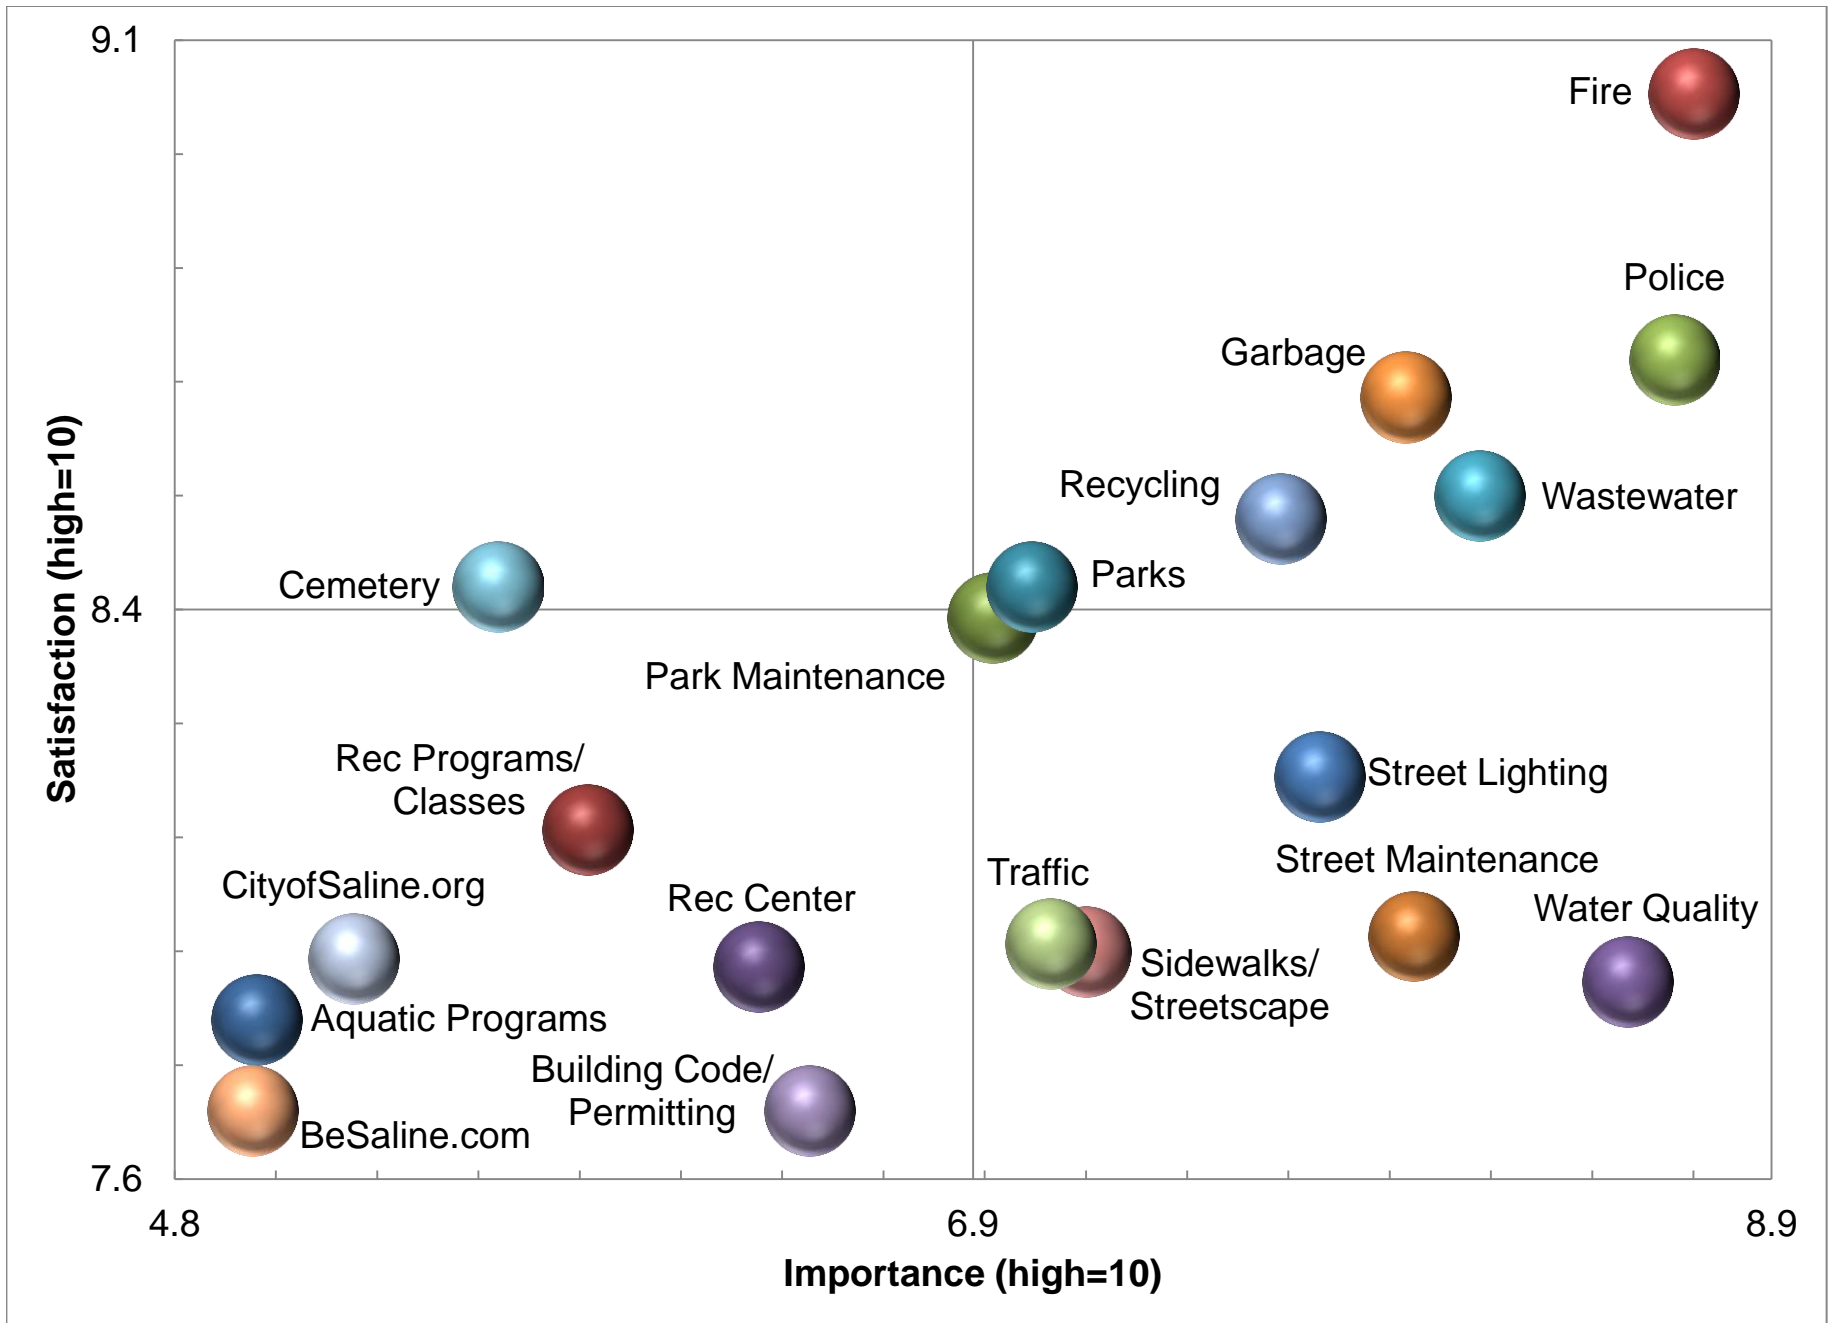 9.1
Fire
Police
Garbage
Recycling
Wastewater
Cemetery
Parks
8.4
Park Maintenance
Rec Programs/
Classes
Street Lighting
Street Maintenance
Traffic
CityofSaline.org
Rec Center
Water Quality
Sidewalks/
Streetscape
Aquatic Programs
Building Code/
Permitting
BeSaline.com
7.6
4.8
6.9
8.9
Importance (high=10)
Satisfaction (high=10)